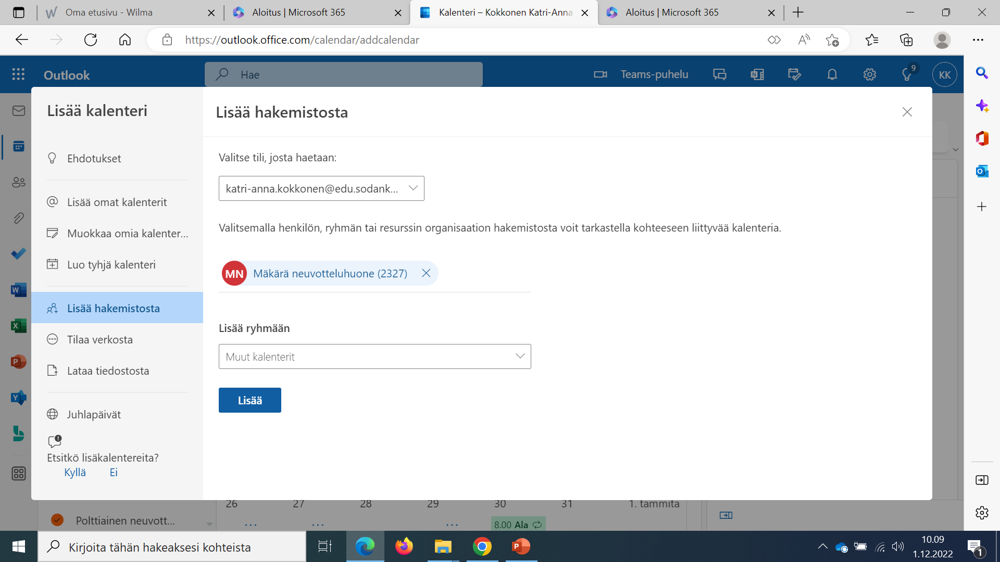 Oma etusivu - Wilma
Aloitus | Microsoft 365
Kalenteri – Kokkonen Katri-Anna
Aloitus | Microsoft 365
https://outlook.office.com/calendar/addcalendar
Outlook
Hae
Teams-puhelu
9
KK
Lisää kalenteri
Ehdotukset
Lisää omat kalenterit
Muokkaa omia kalenter...
Luo tyhjä kalenteri
Lisää hakemistosta
Tilaa verkosta
Lataa tiedostosta
Juhlapäivät
Etsitkö lisäkalentereita?
Kyllä Ei
Lisää hakemistosta
Valitse tili, josta haetaan:
katri-anna.kokkonen@edu.sodank...
Valitsemalla henkilön, ryhmän tai resurssin organisaation hakemistosta voit tarkastella kohteeseen liittyvää kalenteria.
MN Mäkärä neuvotteluhuone (2327)
Lisää ryhmään
Muut kalenterit
Lisää
26 27 28 29 30 31 1. tammita
Polttiainen neuvott...
8.00 Ala
Kirjoita tähän hakeaksesi kohteista
10.09
1.12.2022
1